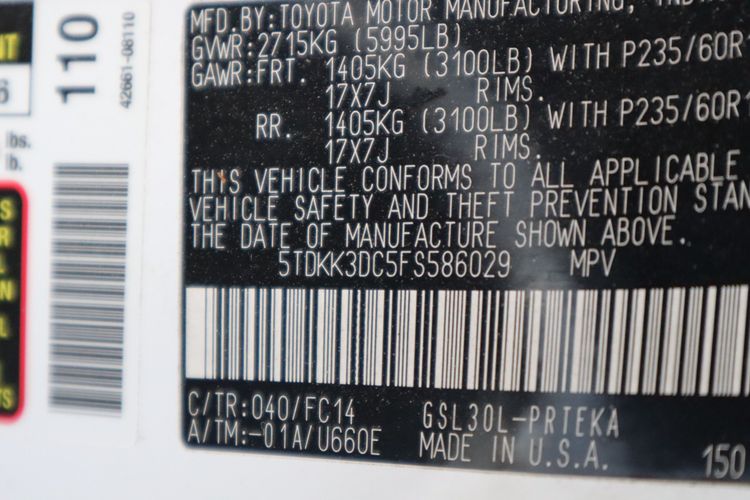 MFD.BY:TOYOTA MOTOR MANUFACTURING,
GVWR:2715KG (5995LB)
GAWR:FRT. 1405KG (3100LB) WITH P235/60R1
17X7J RIMS.
RR. 1405KG (3100LB) WITH P235/60R1
17X7J RIMS.
THIS VEHICLE CONFORMS TO ALL APPLICABLE
VEHICLE SAFETY AND THEFT PREVENTION STAN
THE DATE OF MANUFACTURE SHOWN ABOVE.
5TDKK3DC5FS586029 MPV
C/TR:040/FC14 GSL30L-PRTEKA
A/TM:-01A/U660E MADE IN U.S.A. 150
110
42661-08110
lbs.
lb.